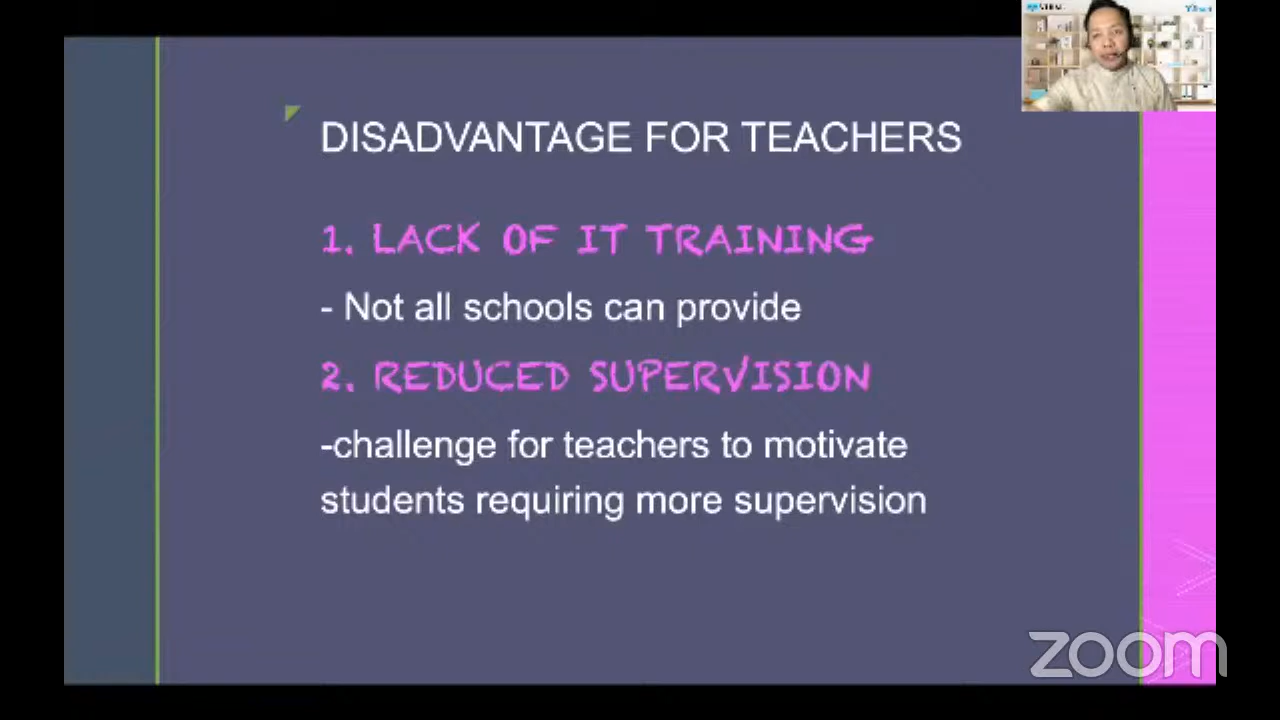 DISADVANTAGE FOR TEACHERS
1. LACK OF IT TRAINING
- Not all schools can provide
2. REDUCED SUPERVISION
-challenge for teachers to motivate
students requiring more supervision
zoom